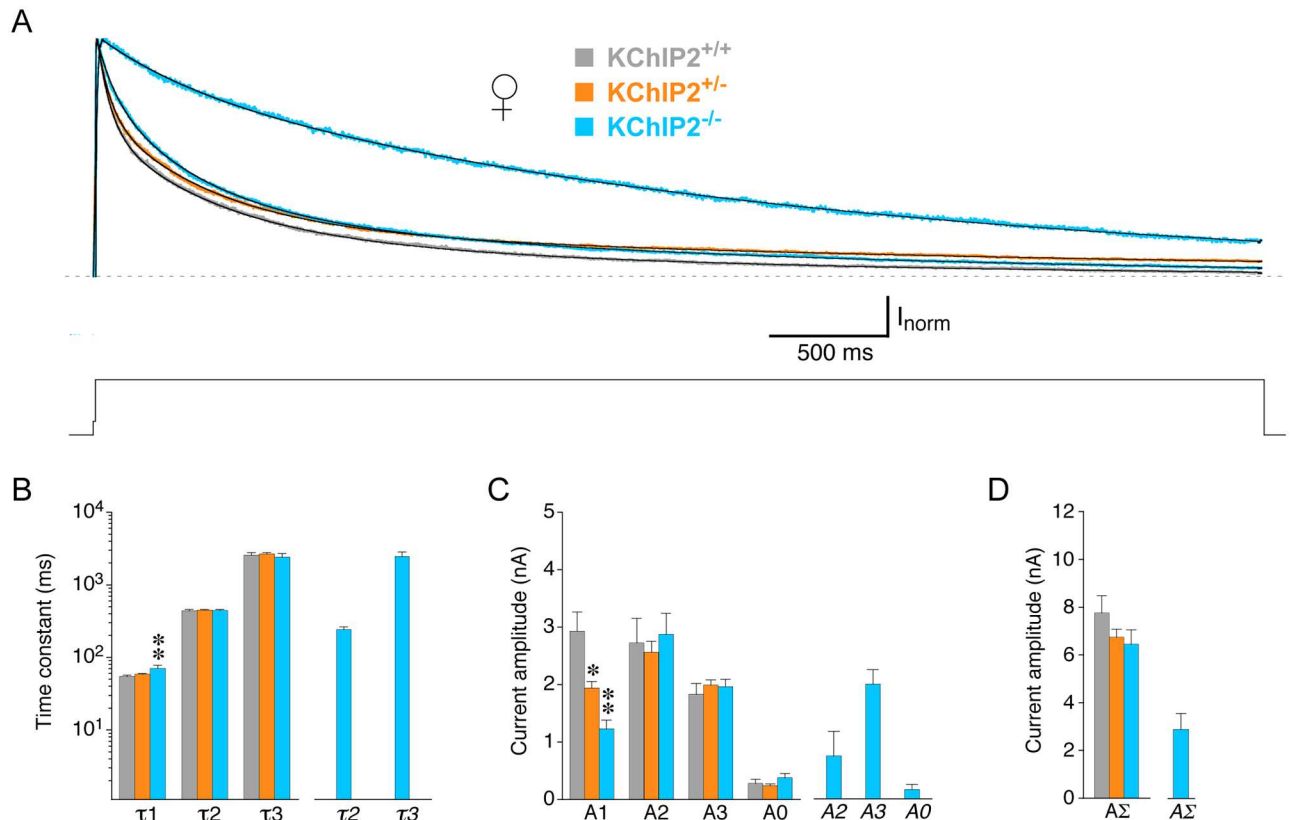 A
♀
KChIP2+/+
KChIP2+/-
KChIP2-/-
Inorm
500 ms
B
Time constant (ms)
10⁴
10³
10²
10¹
**
τ1 τ2 τ3 τ2 τ3
C
Current amplitude (nA)
5
4
3
2
1
0
*
**
A1 A2 A3 A0 A2 A3 A0
D
Current amplitude (nA)
12
10
8
6
4
2
0
AΣ AΣ